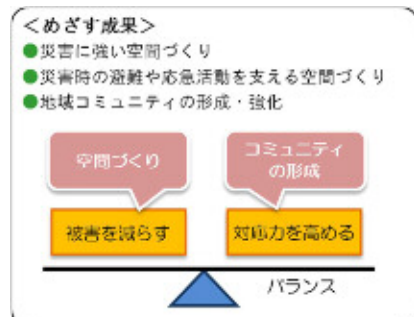 ＜めざす成果＞
●災害に強い空間づくり
●災害時の避難や応急活動を支える空間づくり
●地域コミュニティの形成・強化
空間づくり
コミュニティ
の形成
被害を減らす
対応力を高める
バランス